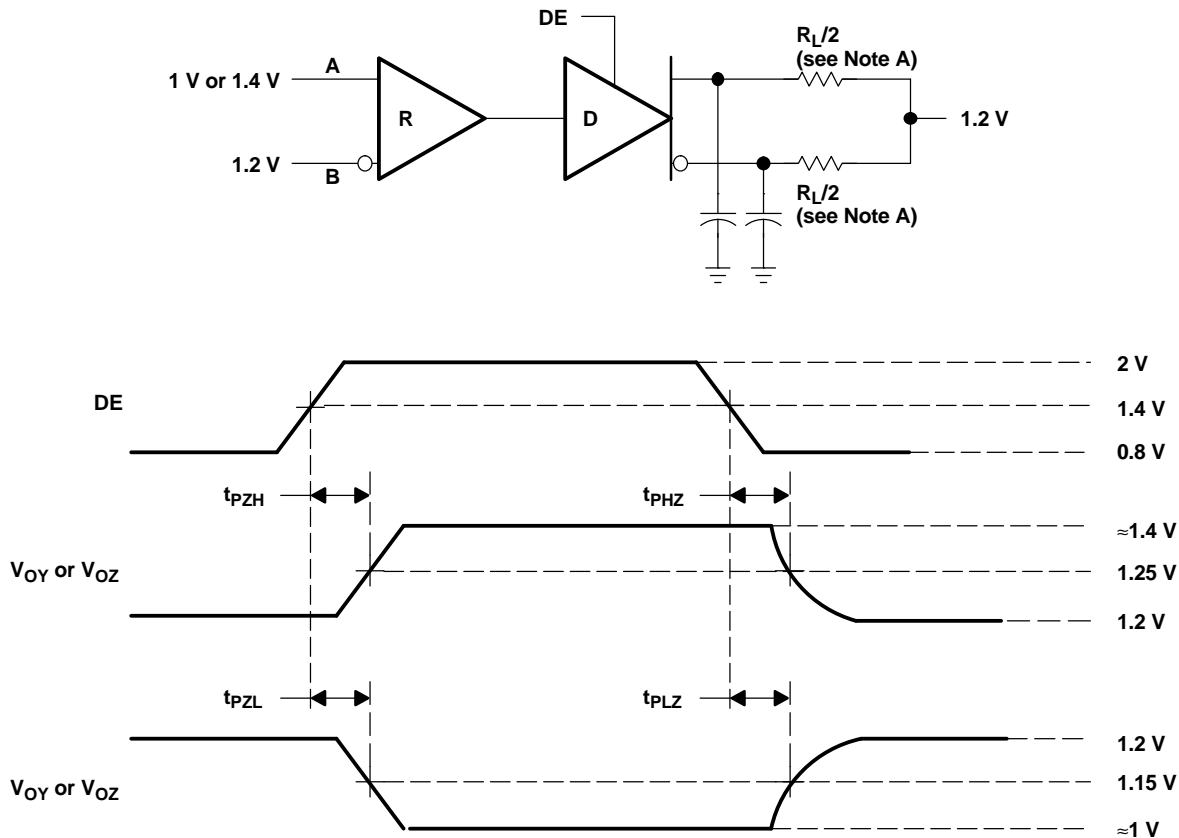 DE
R_L/2
(see Note A)
1 V or 1.4 V
A
R
D
1.2 V
1.2 V
B
R_L/2
(see Note A)
2 V
DE
1.4 V
0.8 V
t_PZH
t_PHZ
≈1.4 V
V_OY or V_OZ
1.25 V
1.2 V
t_PZL
t_PLZ
1.2 V
V_OY or V_OZ
1.15 V
≈1 V